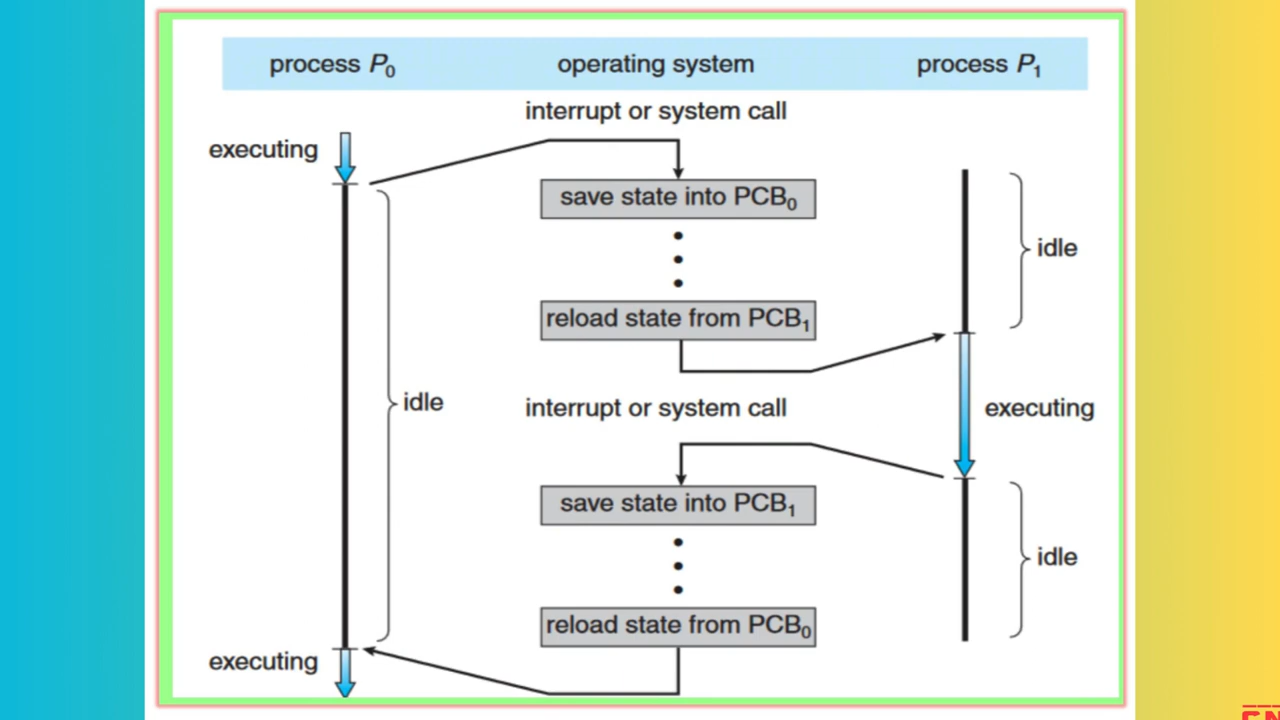 process P₀ operating system process P₁
interrupt or system call
executing
save state into PCB₀
idle
reload state from PCB₁
idle
interrupt or system call
executing
save state into PCB₁
idle
reload state from PCB₀
executing